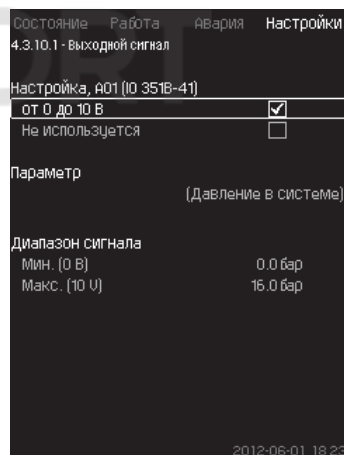 Состояние Работа Авария Настройки
4.3.10.1 - Выходной сигнал
Настройка, АО1 (IO 351B-41)
от 0 до 10 В
Не используется
Параметр
(Давление в системе)
Диапазон сигнала
Мин. (0 В) 0.0 бар
Макс. (10 V) 16.0 бар
2012-06-01 18:23